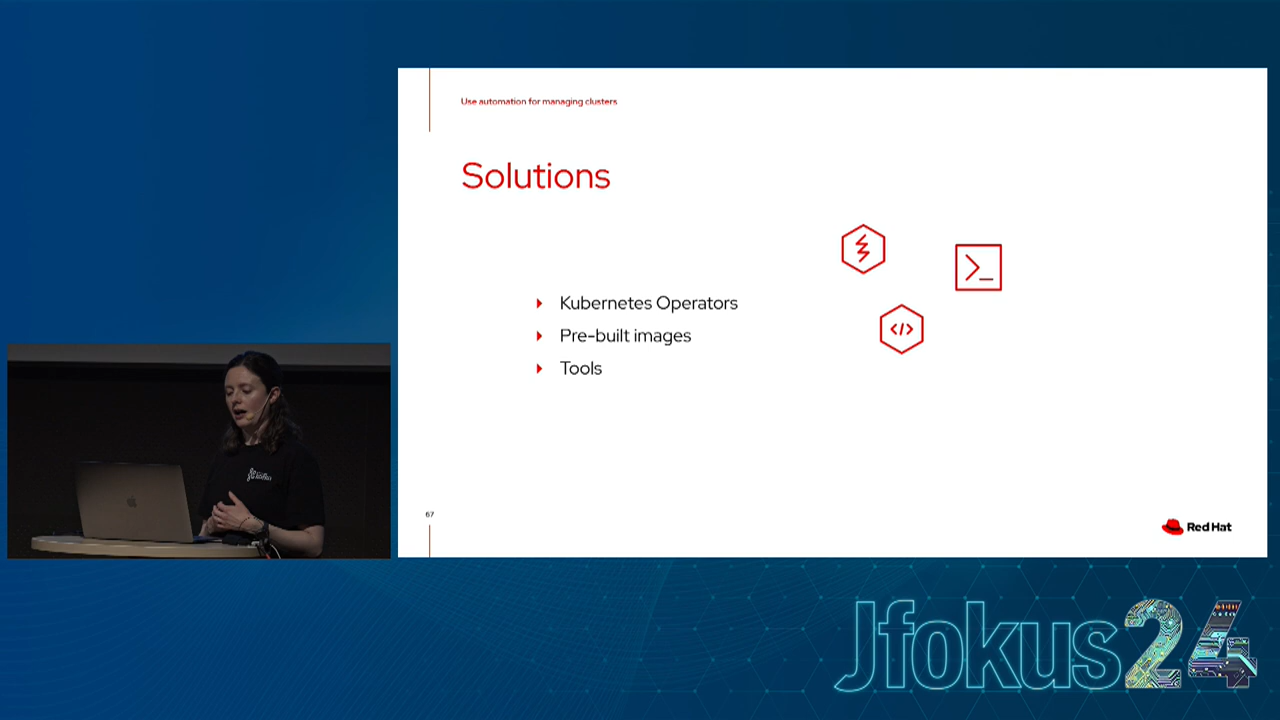 Use automation for managing clusters
Solutions
Kubernetes Operators
Pre-built images
Tools
67
Red Hat
Jfokus24